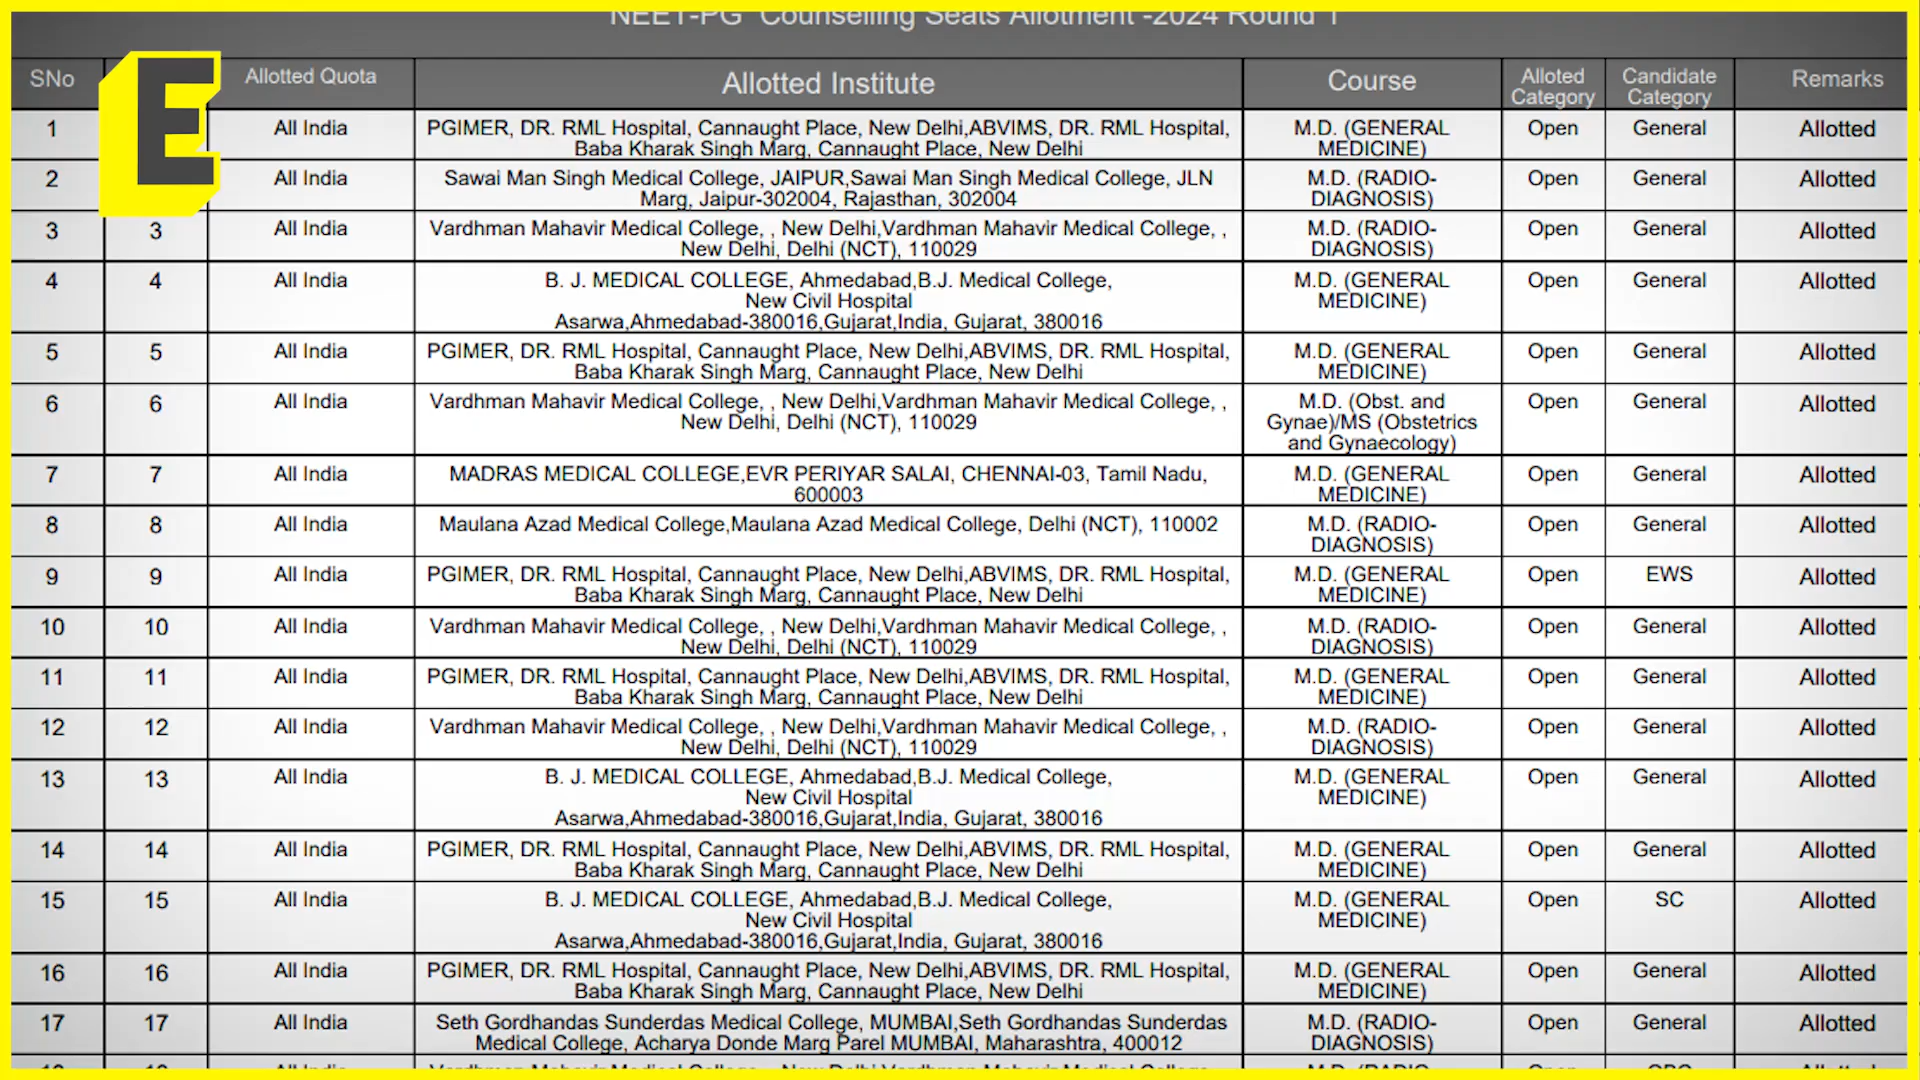 NEET-PG Counselling Seats Allotment -2024 Round 1
SNo Allotted Quota Allotted Institute Course Alloted Category Candidate Category Remarks
E
1 All India PGIMER, DR. RML Hospital, Cannaught Place, New Delhi,ABVIMS, DR. RML Hospital, M.D. (GENERAL Open General Allotted
Baba Kharak Singh Marg, Cannaught Place, New Delhi MEDICINE)
2 All India Sawai Man Singh Medical College, JAIPUR,Sawai Man Singh Medical College, JLN M.D. (RADIO- Open General Allotted
Marg, Jaipur-302004, Rajasthan, 302004 DIAGNOSIS)
3 3 All India Vardhman Mahavir Medical College, , New Delhi,Vardhman Mahavir Medical College, , M.D. (RADIO- Open General Allotted
New Delhi, Delhi (NCT), 110029 DIAGNOSIS)
4 4 All India B. J. MEDICAL COLLEGE, Ahmedabad,B.J. Medical College, M.D. (GENERAL Open General Allotted
New Civil Hospital MEDICINE)
Asarwa,Ahmedabad-380016,Gujarat,India, Gujarat, 380016
5 5 All India PGIMER, DR. RML Hospital, Cannaught Place, New Delhi,ABVIMS, DR. RML Hospital, M.D. (GENERAL Open General Allotted
Baba Kharak Singh Marg, Cannaught Place, New Delhi MEDICINE)
6 6 All India Vardhman Mahavir Medical College, , New Delhi,Vardhman Mahavir Medical College, , M.D. (Obst. and Open General Allotted
New Delhi, Delhi (NCT), 110029 Gynae)/MS (Obstetrics
and Gynaecology)
7 7 All India MADRAS MEDICAL COLLEGE,EVR PERIYAR SALAI, CHENNAI-03, Tamil Nadu, M.D. (GENERAL Open General Allotted
600003 MEDICINE)
8 8 All India Maulana Azad Medical College,Maulana Azad Medical College, Delhi (NCT), 110002 M.D. (RADIO- Open General Allotted
DIAGNOSIS)
9 9 All India PGIMER, DR. RML Hospital, Cannaught Place, New Delhi,ABVIMS, DR. RML Hospital, M.D. (GENERAL Open EWS Allotted
Baba Kharak Singh Marg, Cannaught Place, New Delhi MEDICINE)
10 10 All India Vardhman Mahavir Medical College, , New Delhi,Vardhman Mahavir Medical College, , M.D. (RADIO- Open General Allotted
New Delhi, Delhi (NCT), 110029 DIAGNOSIS)
11 11 All India PGIMER, DR. RML Hospital, Cannaught Place, New Delhi,ABVIMS, DR. RML Hospital, M.D. (GENERAL Open General Allotted
Baba Kharak Singh Marg, Cannaught Place, New Delhi MEDICINE)
12 12 All India Vardhman Mahavir Medical College, , New Delhi,Vardhman Mahavir Medical College, , M.D. (RADIO- Open General Allotted
New Delhi, Delhi (NCT), 110029 DIAGNOSIS)
13 13 All India B. J. MEDICAL COLLEGE, Ahmedabad,B.J. Medical College, M.D. (GENERAL Open General Allotted
New Civil Hospital MEDICINE)
Asarwa,Ahmedabad-380016,Gujarat,India, Gujarat, 380016
14 14 All India PGIMER, DR. RML Hospital, Cannaught Place, New Delhi,ABVIMS, DR. RML Hospital, M.D. (GENERAL Open General Allotted
Baba Kharak Singh Marg, Cannaught Place, New Delhi MEDICINE)
15 15 All India B. J. MEDICAL COLLEGE, Ahmedabad,B.J. Medical College, M.D. (GENERAL Open SC Allotted
New Civil Hospital MEDICINE)
Asarwa,Ahmedabad-380016,Gujarat,India, Gujarat, 380016
16 16 All India PGIMER, DR. RML Hospital, Cannaught Place, New Delhi,ABVIMS, DR. RML Hospital, M.D. (GENERAL Open General Allotted
Baba Kharak Singh Marg, Cannaught Place, New Delhi MEDICINE)
17 17 All India Seth Gordhandas Sunderdas Medical College, MUMBAI,Seth Gordhandas Sunderdas M.D. (RADIO- Open General Allotted
Medical College, Acharya Donde Marg Parel MUMBAI, Maharashtra, 400012 DIAGNOSIS)